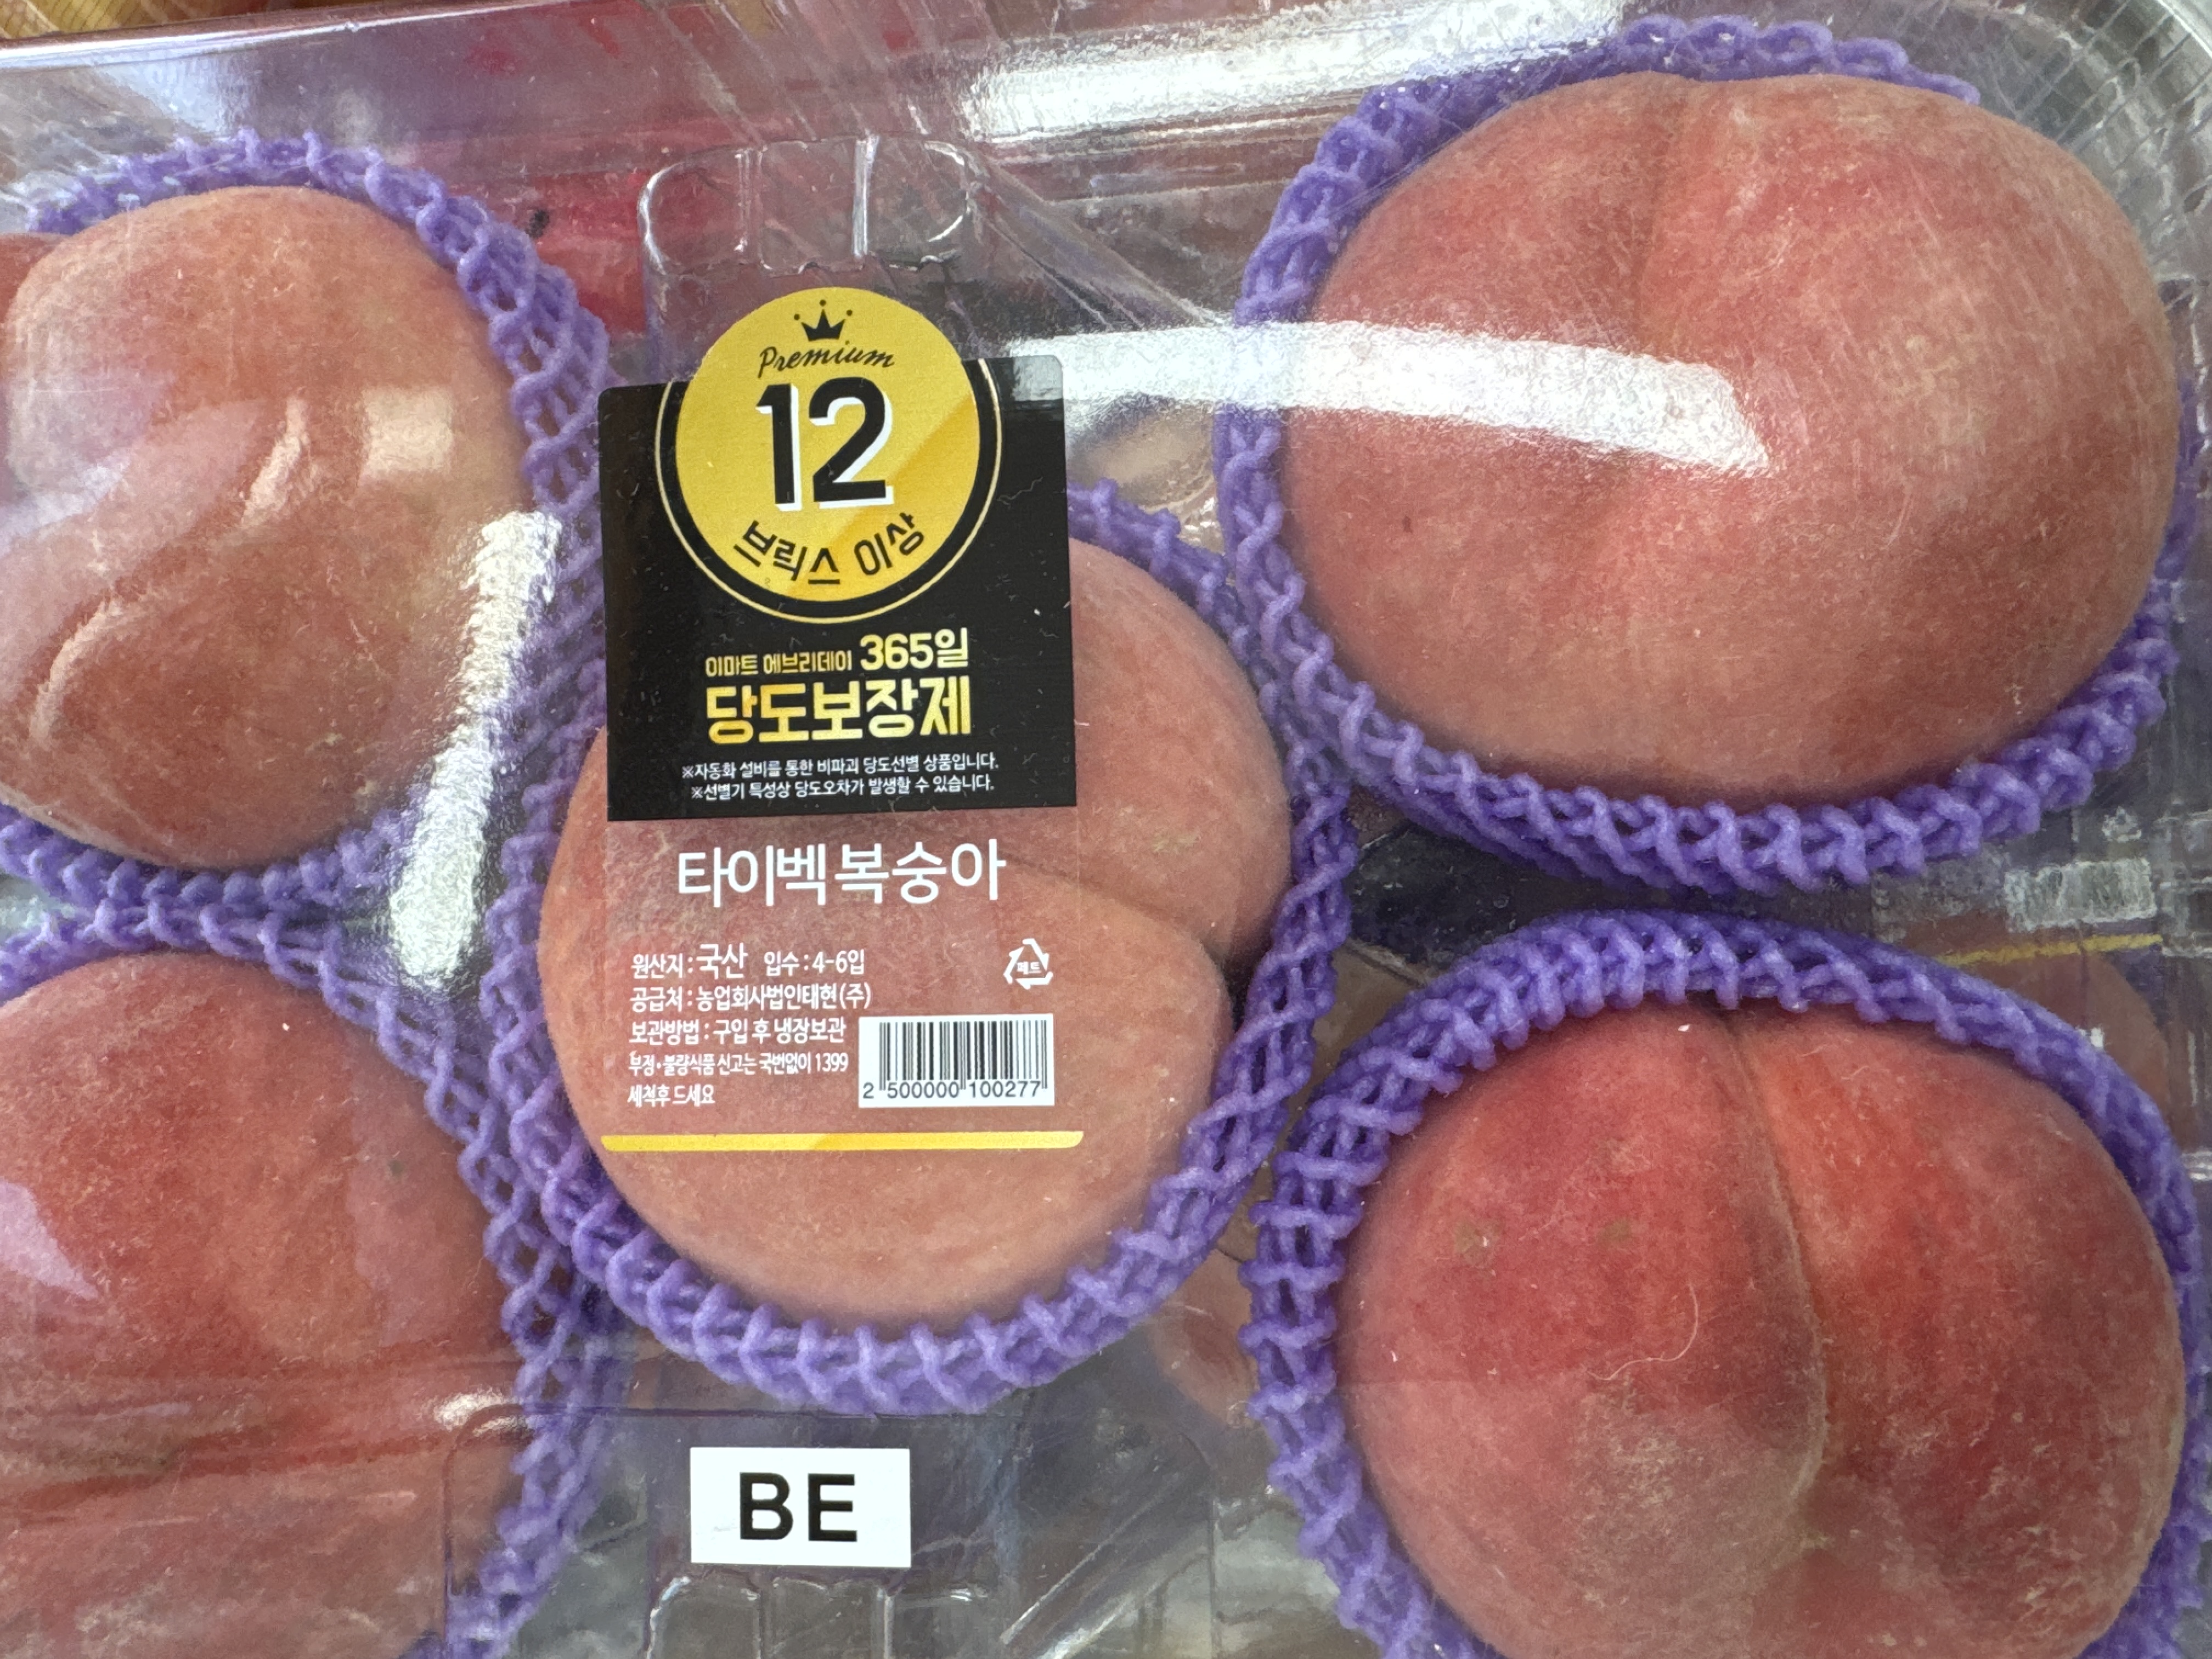 Premium
12
브릭스 이상
이마트 에브리데이 365일
당도보장제
※자동화 설비를 통한 비파괴 당도선별 상품입니다.
※선별기 특성상 당도오차가 발생할 수 있습니다.
타이벡 복숭아
원산지 : 국산 입수 : 4-6입
페트
공급처 : 농업회사법인태현(주)
보관방법 : 구입 후 냉장보관
부정•불량식품 신고는 국번없이 1399
세척후 드세요
2 500000 100277
BE